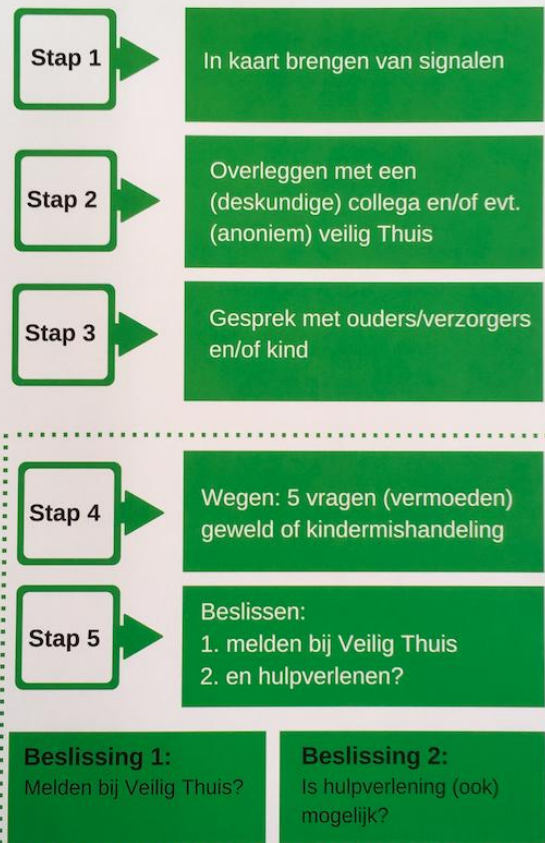 Stap 1
In kaart brengen van signalen
Stap 2
Overleggen met een
(deskundige) collega en/of evt.
(anoniem) veilig Thuis
Stap 3
Gesprek met ouders/verzorgers
en/of kind
Stap 4
Wegen: 5 vragen (vermoeden)
geweld of kindermishandeling
Stap 5
Beslissen:
1. melden bij Veilig Thuis
2. en hulpverlenen?
Beslissing 1:
Melden bij Veilig Thuis?
Beslissing 2:
Is hulpverlening (ook)
mogelijk?